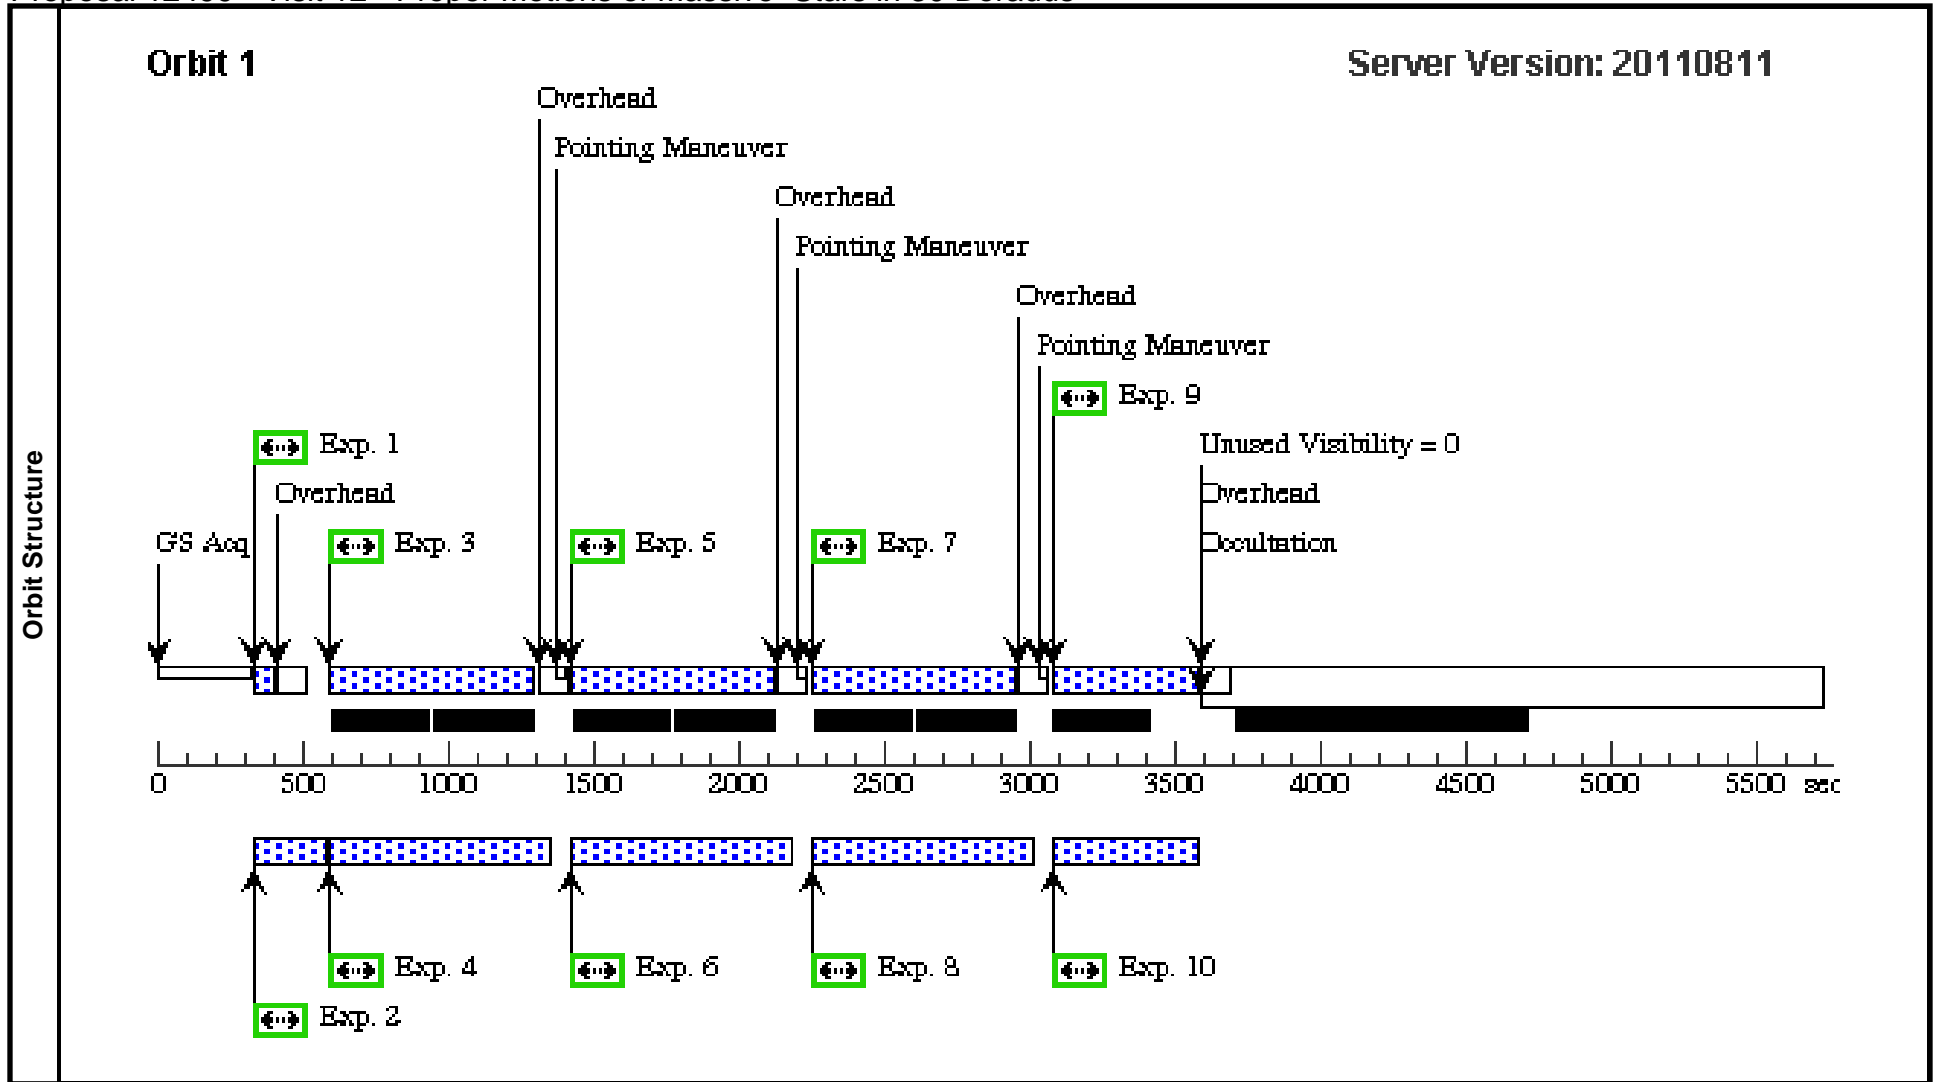 Orbit Structure
Orbit 1
Server Version: 20110811
Overhead
Pointing Maneuver
Overhead
Pointing Maneuver
Overhead
Pointing Maneuver
Exp. 9
Exp. 1
Unused Visibility = 0
Overhead
Overhead
GS Acq
Exp. 3
Exp. 5
Exp. 7
Occultation
0 500 1000 1500 2000 2500 3000 3500 4000 4500 5000 5500 sec
Exp. 4
Exp. 6
Exp. 8
Exp. 10
Exp. 2